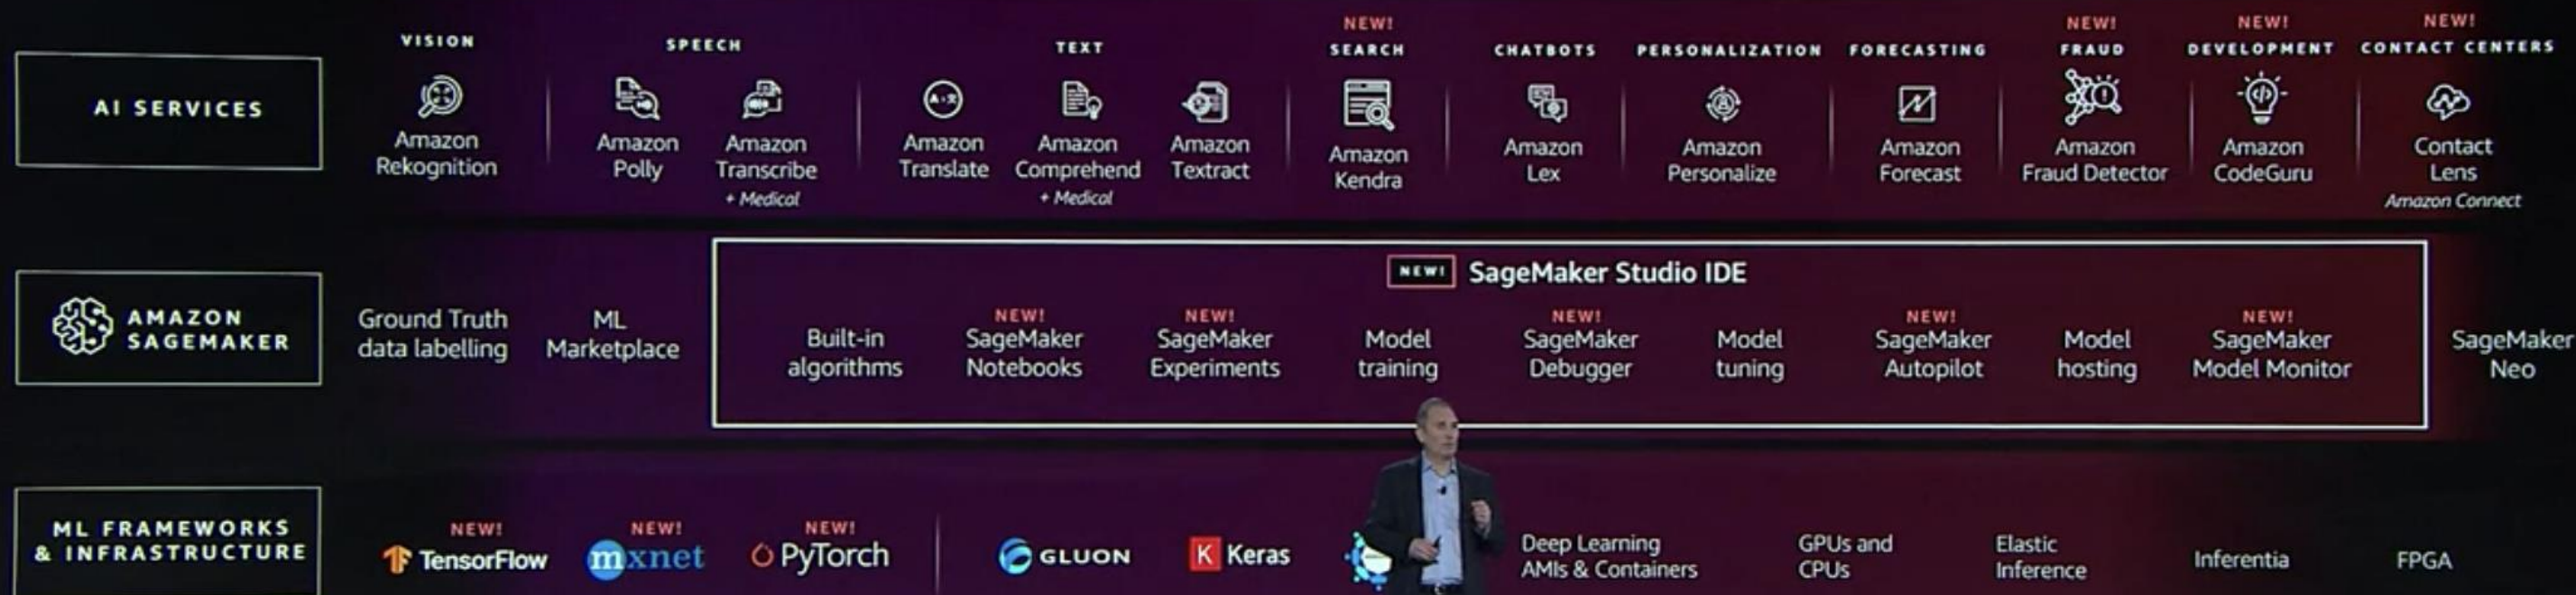 AI SERVICES
VISION
Amazon
Rekognition
SPEECH
Amazon
Polly
Amazon
Transcribe
+ Medical
TEXT
Amazon
Translate
Amazon
Comprehend
+ Medical
Amazon
Textract
NEW!
SEARCH
Amazon
Kendra
CHATBOTS
Amazon
Lex
PERSONALIZATION
Amazon
Personalize
FORECASTING
Amazon
Forecast
NEW!
FRAUD
Amazon
Fraud Detector
NEW!
DEVELOPMENT
Amazon
CodeGuru
NEW!
CONTACT CENTERS
Contact
Lens
Amazon Connect
AMAZON
SAGEMAKER
Ground Truth
data labelling
ML
Marketplace
NEW! SageMaker Studio IDE
Built-in
algorithms
NEW!
SageMaker
Notebooks
NEW!
SageMaker
Experiments
Model
training
NEW!
SageMaker
Debugger
Model
tuning
NEW!
SageMaker
Autopilot
Model
hosting
NEW!
SageMaker
Model Monitor
SageMaker
Neo
ML FRAMEWORKS
& INFRASTRUCTURE
NEW!
TensorFlow
NEW!
mxnet
NEW!
PyTorch
GLUON
K Keras
Deep Learning
AMIs & Containers
GPUs and
CPUs
Elastic
Inference
Inferentia
FPGA